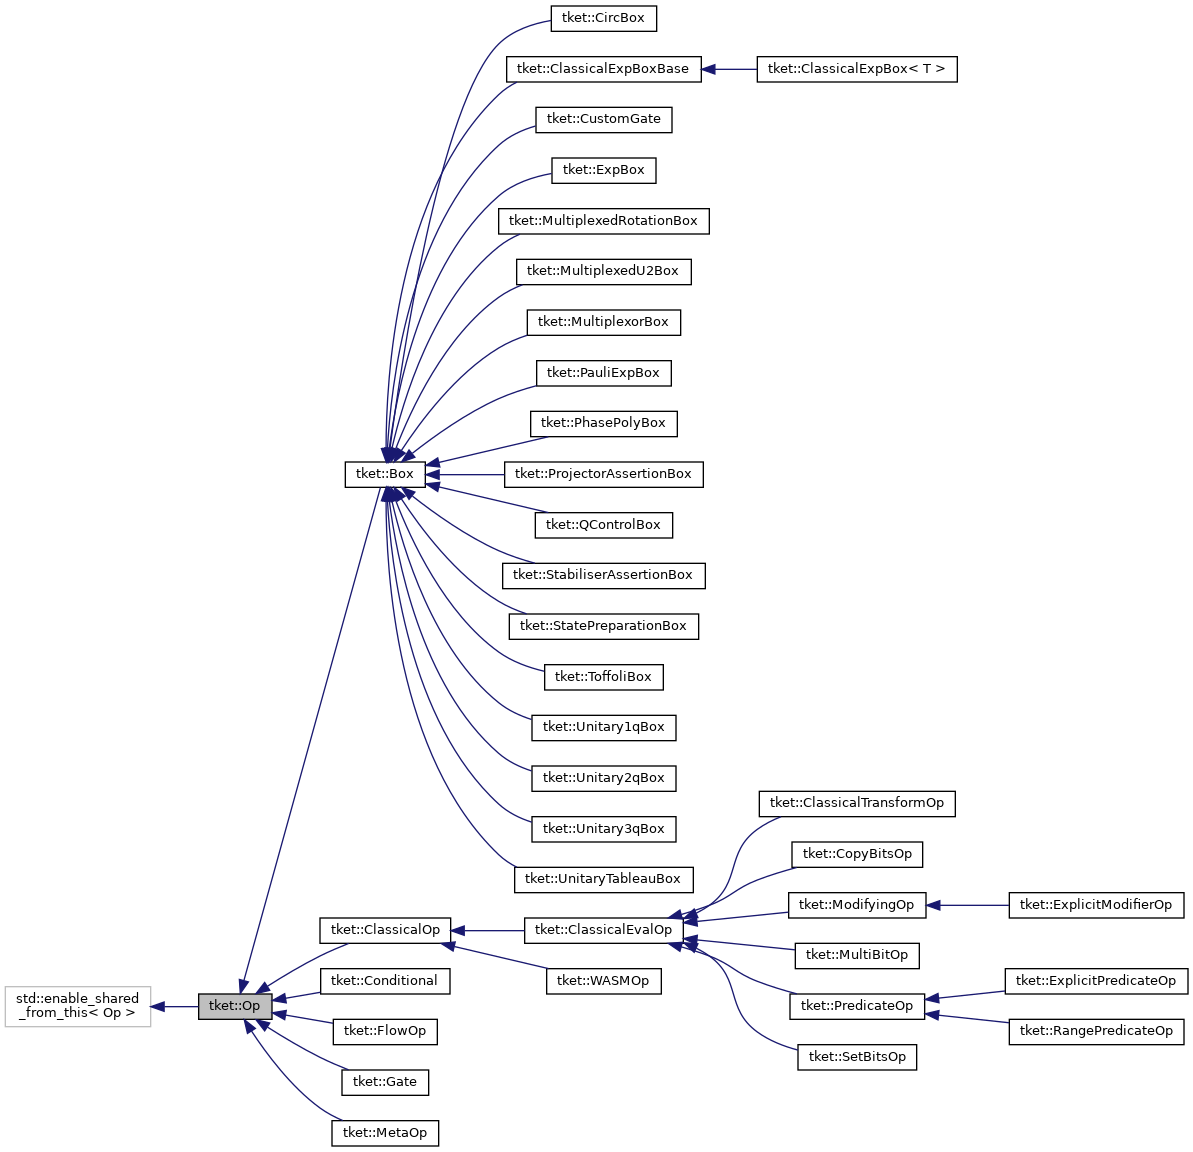 tket::CircBox
tket::ClassicalExpBoxBase
tket::ClassicalExpBox< T >
tket::CustomGate
tket::ExpBox
tket::MultiplexedRotationBox
tket::MultiplexedU2Box
tket::MultiplexorBox
tket::PauliExpBox
tket::PhasePolyBox
tket::Box
tket::ProjectorAssertionBox
tket::QControlBox
tket::StabiliserAssertionBox
tket::StatePreparationBox
tket::ToffoliBox
tket::Unitary1qBox
tket::Unitary2qBox
tket::ClassicalTransformOp
tket::Unitary3qBox
tket::CopyBitsOp
tket::UnitaryTableauBox
tket::ModifyingOp
tket::ExplicitModifierOp
tket::ClassicalOp
tket::ClassicalEvalOp
tket::MultiBitOp
tket::Conditional
tket::WASMOp
tket::ExplicitPredicateOp
std::enable_shared
_from_this< Op >
tket::Op
tket::PredicateOp
tket::FlowOp
tket::RangePredicateOp
tket::SetBitsOp
tket::Gate
tket::MetaOp